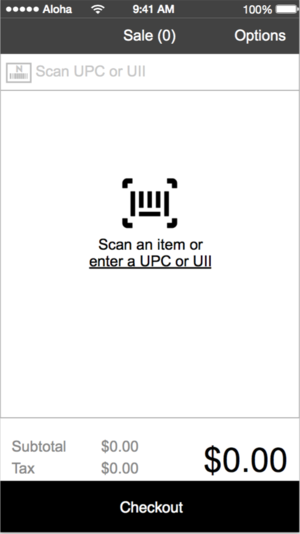 Aloha 9:41 AM 100%
Sale (0) Options
N Scan UPC or UII
Scan an item or
enter a UPC or UII
Subtotal $0.00
$0.00
Tax $0.00
Checkout